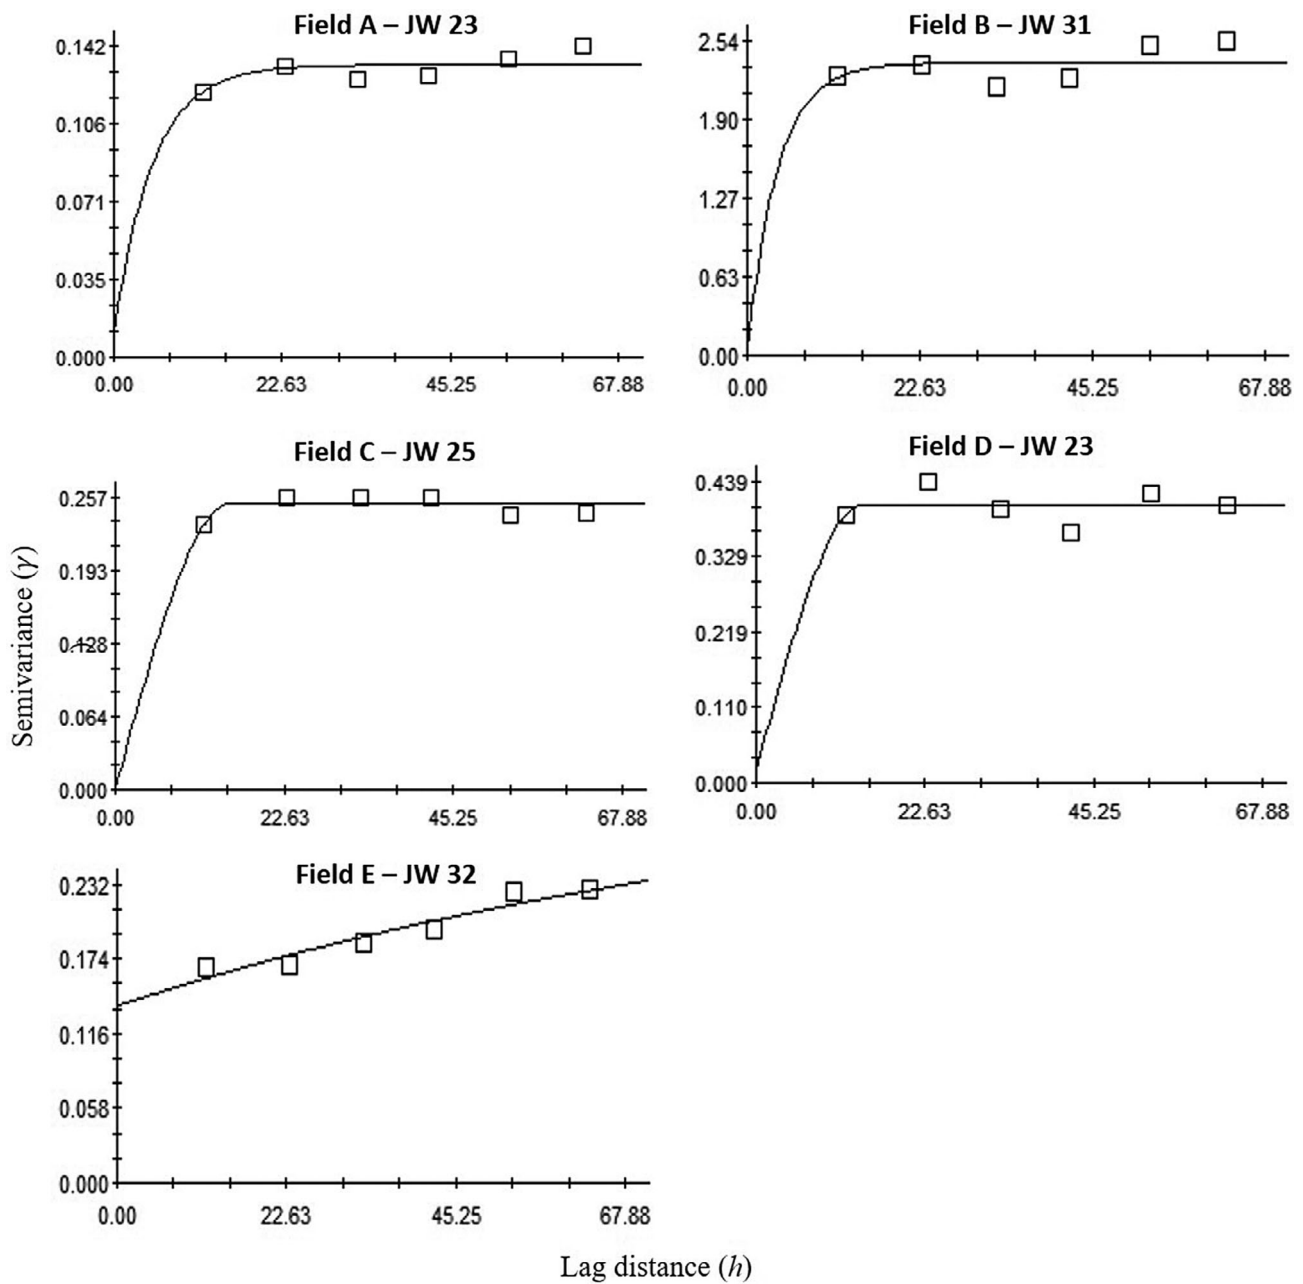 Field A – JW 23
0.142
0.106
0.071
0.035
0.000
0.00 22.63 45.25 67.88
Field B – JW 31
2.54
1.90
1.27
0.63
0.00
0.00 22.63 45.25 67.88
Field C – JW 25
0.257
0.193
0.428
0.064
0.000
0.00 22.63 45.25 67.88
Field D – JW 23
0.439
0.329
0.219
0.110
0.000
0.00 22.63 45.25 67.88
Field E – JW 32
0.232
0.174
0.116
0.058
0.000
0.00 22.63 45.25 67.88
Semivariance (γ)
Lag distance (h)